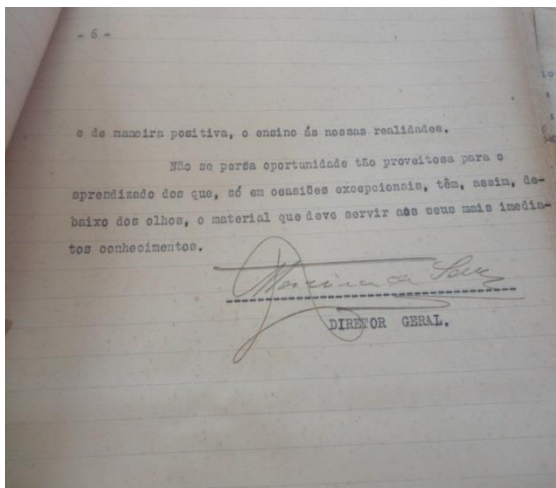 - 6 -
e de maneira positiva, o ensino ás nossas realidades.
Não se perca oportunidade tão proveitosa para o
aprendizado dos que, só em ocasiões excepcionais, têm, assim, de-
baixo dos olhos, o material que deve servir aos seus mais imedia-
tos conhecimentos.
DIRETOR GERAL.